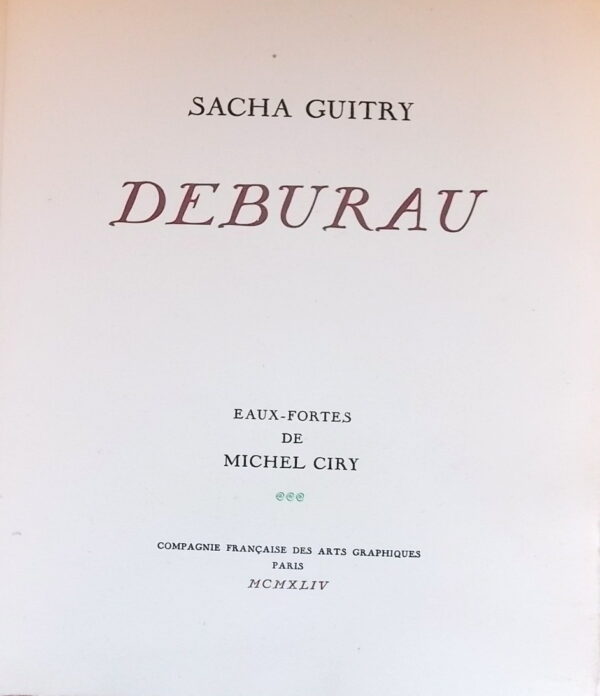 SACHA GUITRY
DEBURAU
EAUX-FORTES
DE
MICHEL CIRY
COMPAGNIE FRANÇAISE DES ARTS GRAPHIQUES
PARIS
MCMXLIV